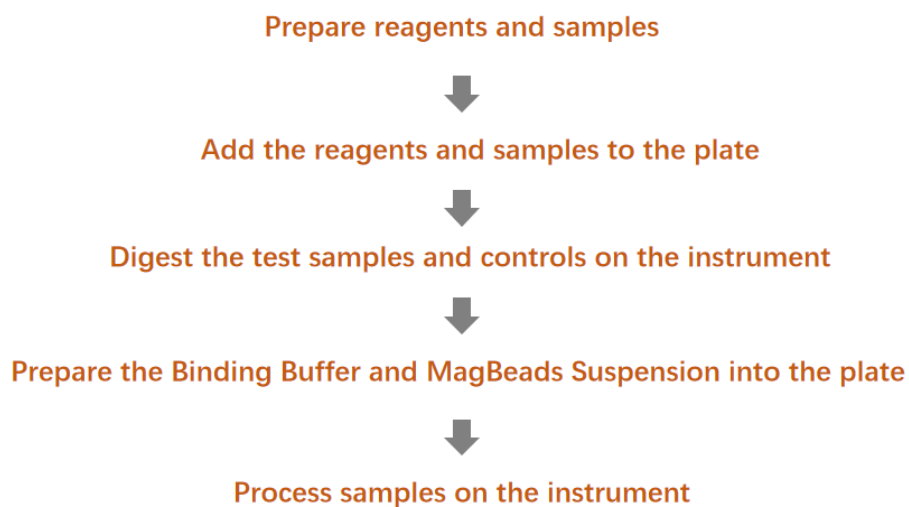 Prepare reagents and samples
Add the reagents and samples to the plate
Digest the test samples and controls on the instrument
Prepare the Binding Buffer and MagBeads Suspension into the plate
Process samples on the instrument